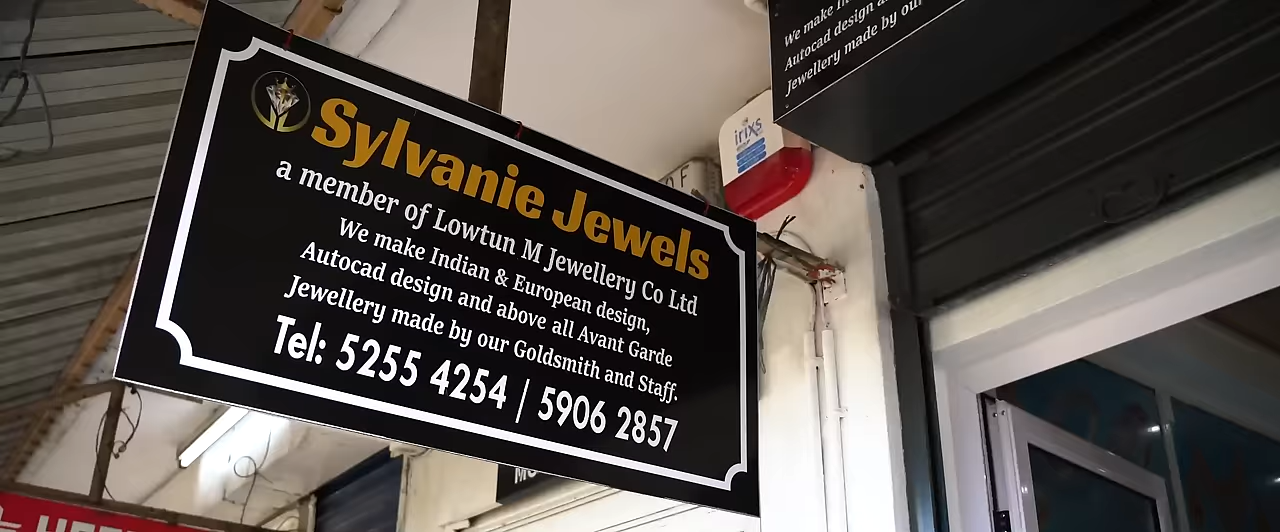 Sylvanie Jewels
a member of Lowtun M Jewellery Co Ltd
We make Indian & European design,
Autocad design and above all Avant Garde
Jewellery made by our Goldsmith and Staff.
Tel: 5255 4254 | 5906 2857
We make
Autocad design
Jewellery made by our
irixs